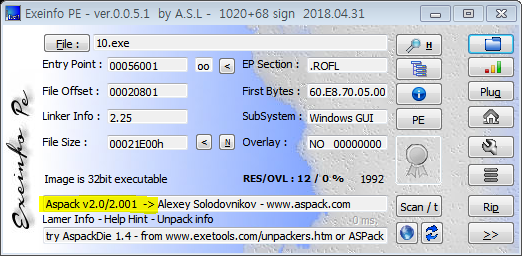 Exeinfo PE - ver.0.0.5.1 by A.S.L - 1020+68 sign 2018.04.31
File : 10.exe H
Entry Point : 00056001 oo < EP Section : .ROFL
File Offset : 00020801 First Bytes : 60.E8.70.05.00 Plug
Linker Info : 2.25 SubSystem : Windows GUI PE
File Size : 00021E00h < N Overlay : NO 00000000
Image is 32bit executable RES/OVL : 12 / 0 % 1992
Aspack v2.0/2.001 -> Alexey Solodovnikov - www.aspack.com Scan / t Rip
Lamer Info - Help Hint - Unpack info ~0 ms.
try AspackDie 1.4 - from www.exetools.com/unpackers.htm or ASPack >>
Exeinfo Pe